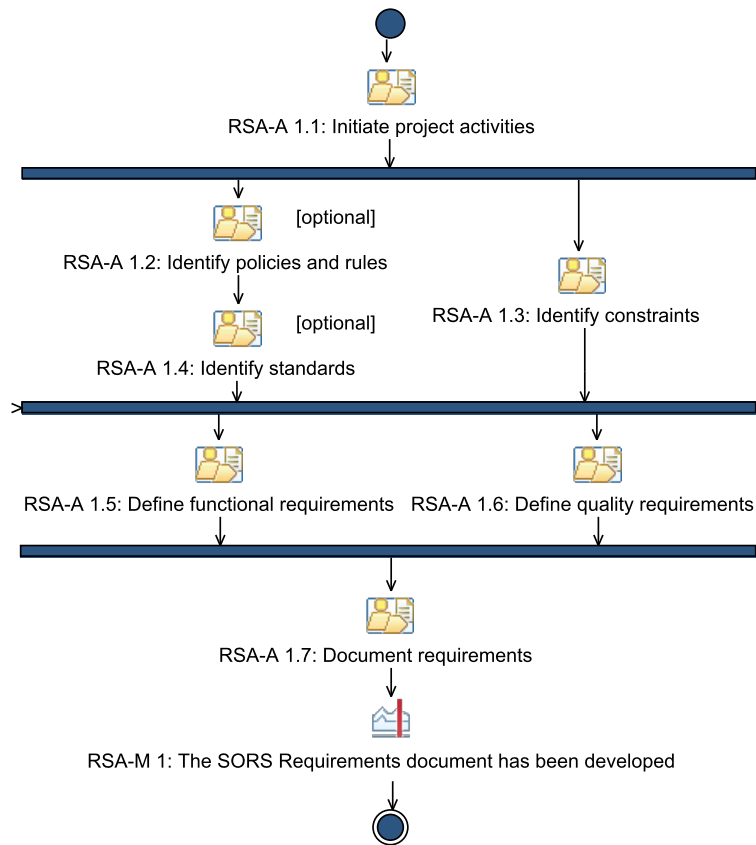 RSA-A 1.1: Initiate project activities
[optional]
RSA-A 1.2: Identify policies and rules
RSA-A 1.3: Identify constraints
[optional]
RSA-A 1.4: Identify standards
RSA-A 1.5: Define functional requirements
RSA-A 1.6: Define quality requirements
RSA-A 1.7: Document requirements
RSA-M 1: The SORS Requirements document has been developed